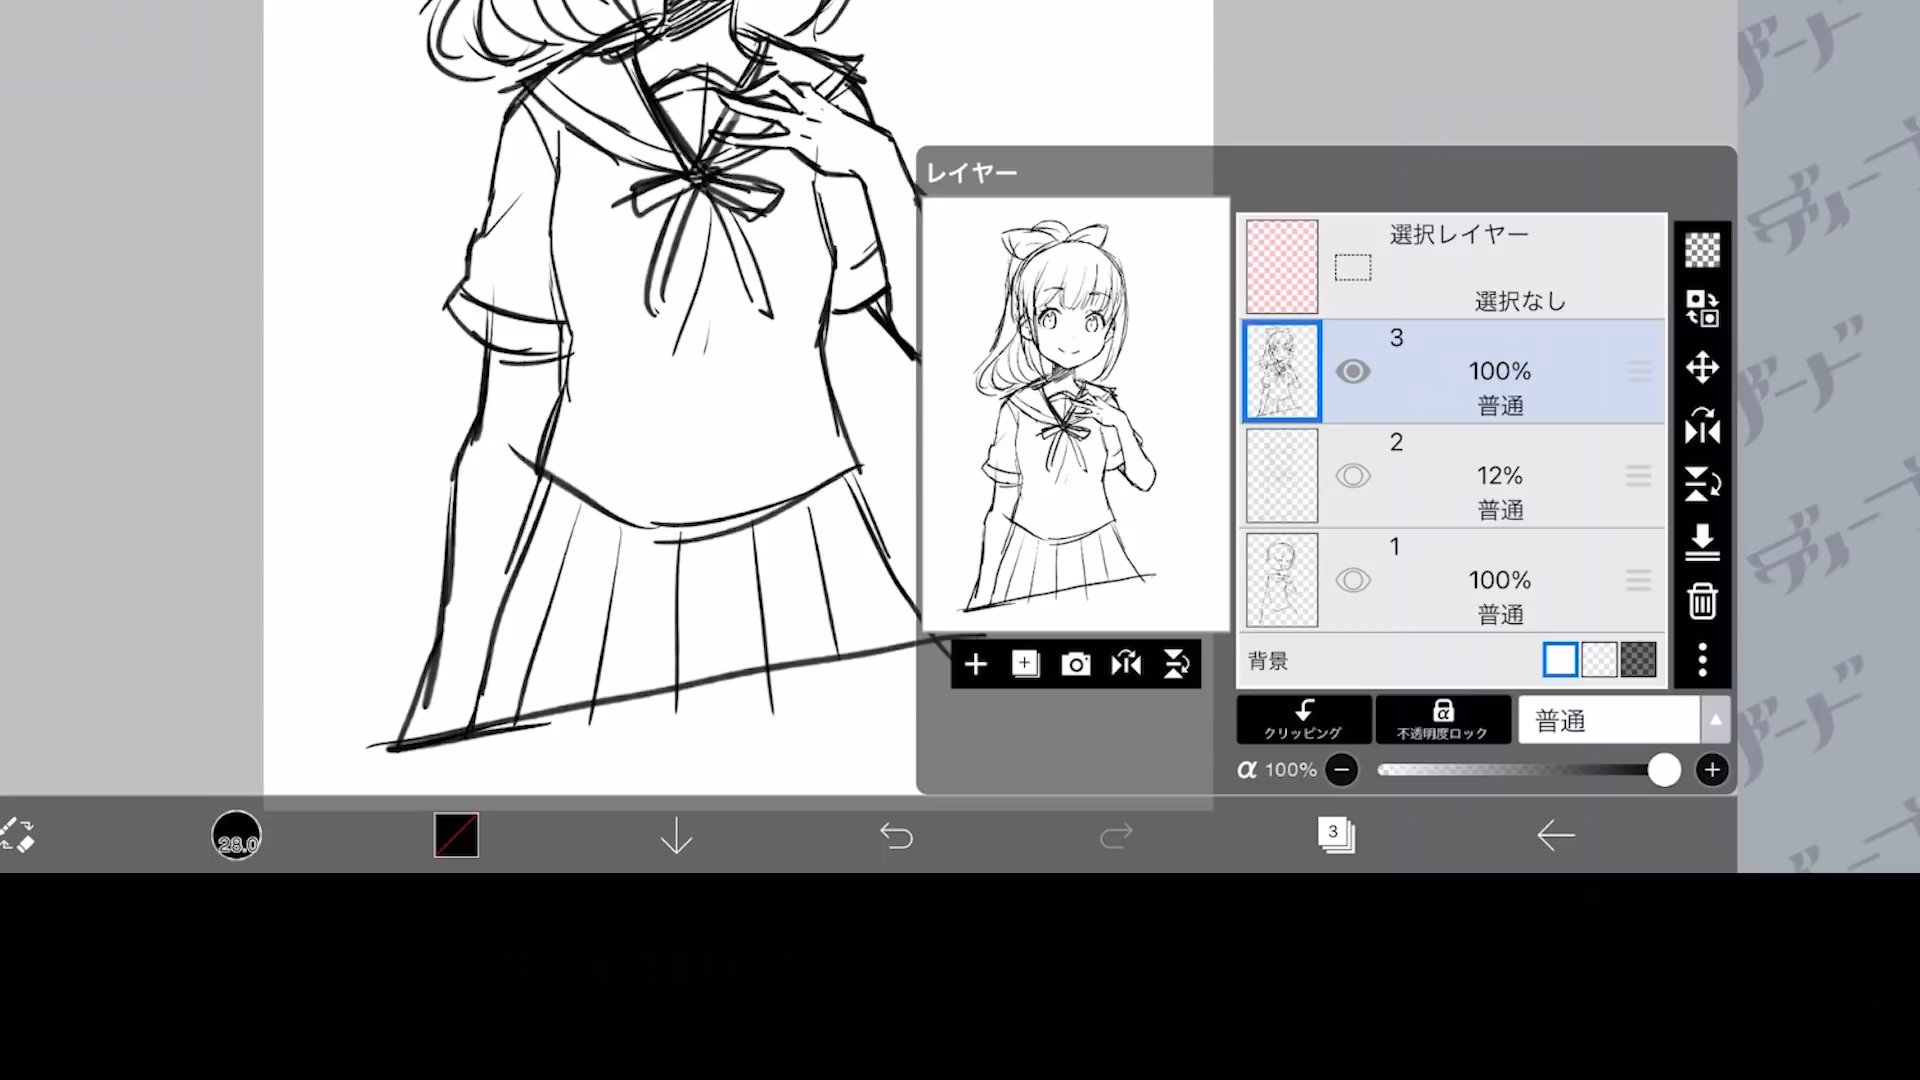 レイヤー
選択レイヤー
選択なし
3
100%
普通
2
12%
普通
1
100%
普通
背景
クリッピング
不透明度ロック
普通
α 100%
28.0
3